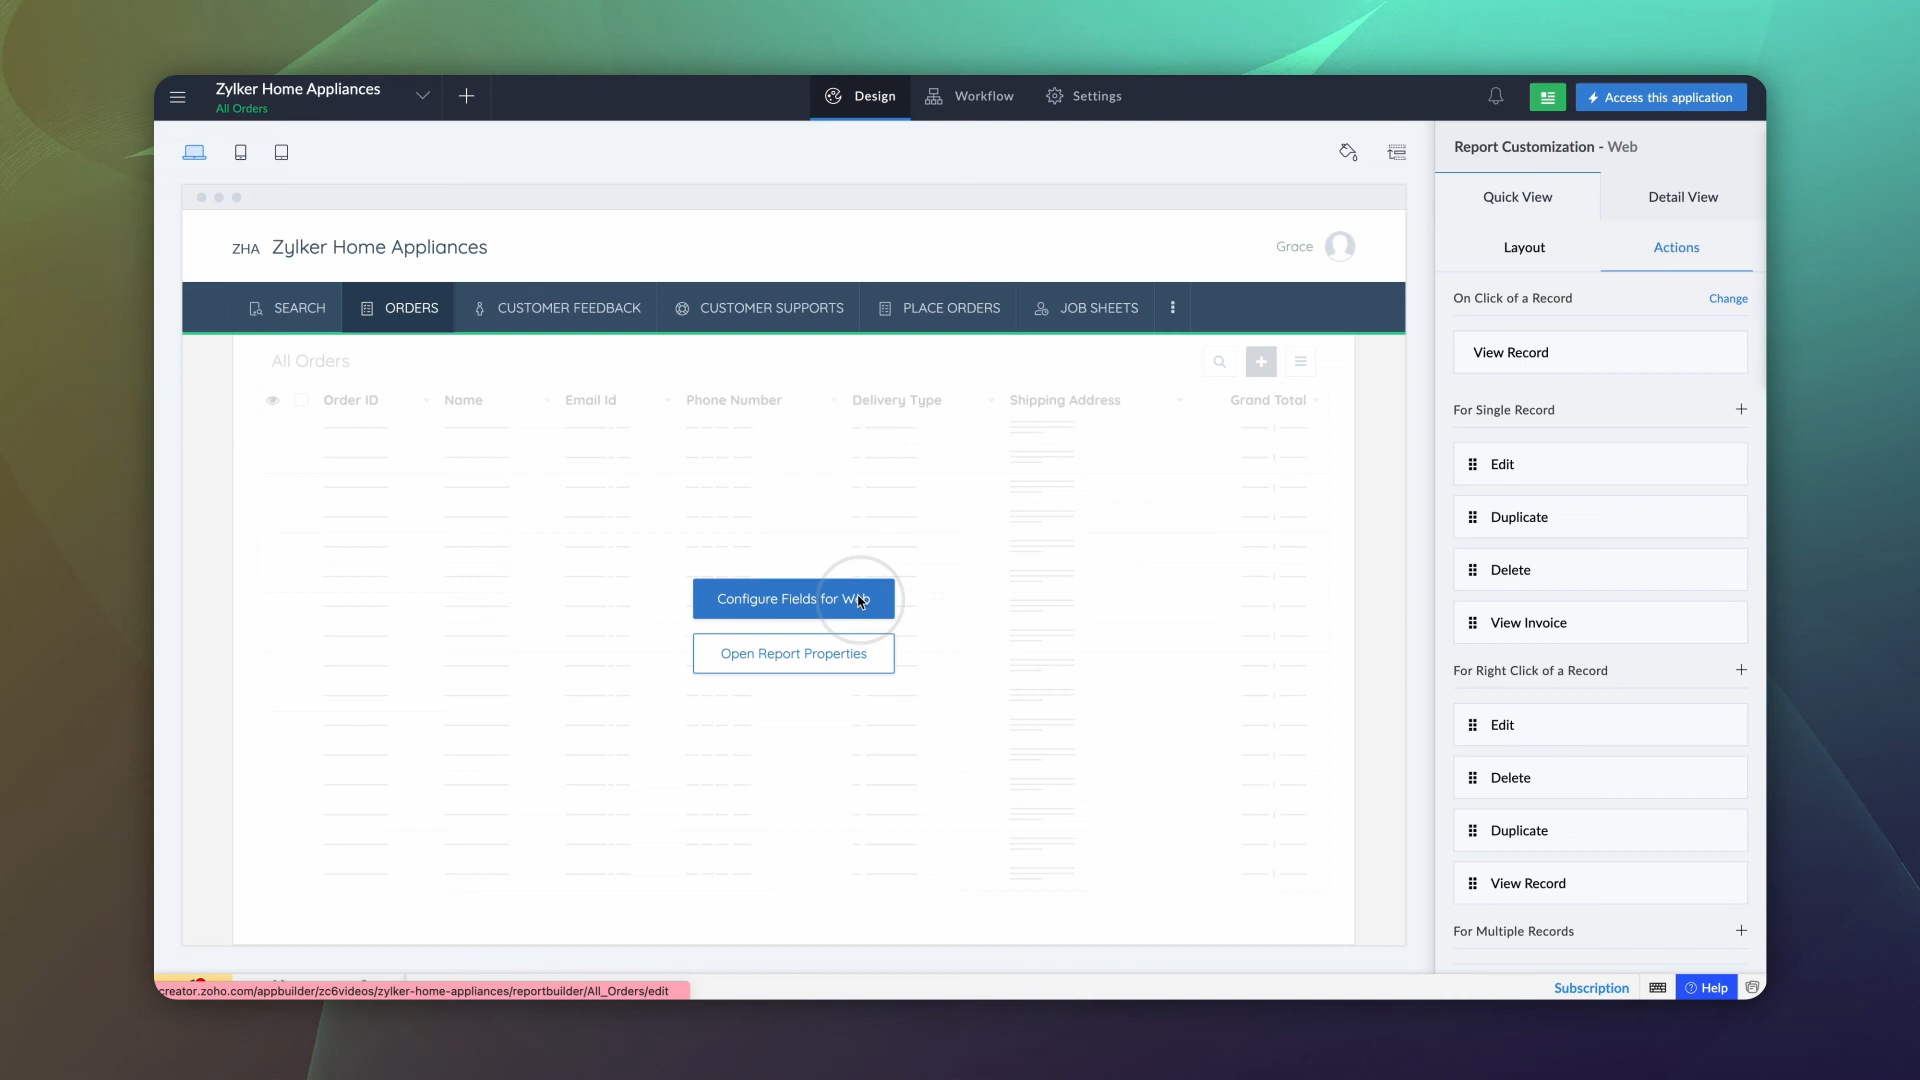 Zylker Home Appliances
All Orders
Design
Workflow
Settings
Access this application
ZHA Zylker Home Appliances
Grace
SEARCH
ORDERS
CUSTOMER FEEDBACK
CUSTOMER SUPPORTS
PLACE ORDERS
JOB SHEETS
All Orders
Order ID
Name
Email Id
Phone Number
Delivery Type
Shipping Address
Grand Total
Configure Fields for Web
Open Report Properties
Report Customization - Web
Quick View
Detail View
Layout
Actions
On Click of a Record
Change
View Record
For Single Record
Edit
Duplicate
Delete
View Invoice
For Right Click of a Record
Edit
Delete
Duplicate
View Record
For Multiple Records
creator.zoho.com/appbuilder/zc6videos/zylker-home-appliances/reportbuilder/All_Orders/edit
Subscription
Help